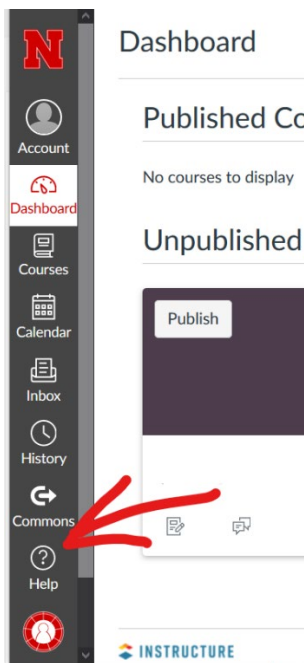 N
Dashboard
Account
Published Co
Dashboard
No courses to display
Courses
Unpublished
Calendar
Publish
Inbox
History
Commons
?
Help
INSTRUCTURE